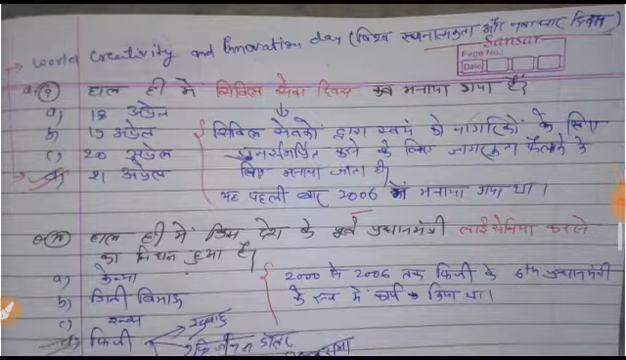 World Creativity and Innovation day (विश्व रचनात्मकता और नवाचार दिवस)
Sansar
Page No.
Date
हाल ही में सिविल सेवा दिवस कब मनाया गया है?
a) 18 अप्रैल
b) 19 अप्रैल
c) 20 अप्रैल
21 अप्रैल
सिविल सेवकों द्वारा स्वयं को नागरिकों के लिए
पुनर्समर्पित करने के लिए जागरूकता फैलाने के
लिए मनाया जाता है।
यह पहली बार 2006 में मनाया गया था।
हाल ही में किस देश के पूर्व प्रधानमंत्री लाईसेनिया करासे
का निधन हुआ है।
a) केन्या
b) गिनी बिसाऊ
c)
d) फिजी
2000 से 2006 तक फिजी के 6th प्रधानमंत्री
के रूप में कार्य किया था।
सुवा
फिजीयन डॉलर